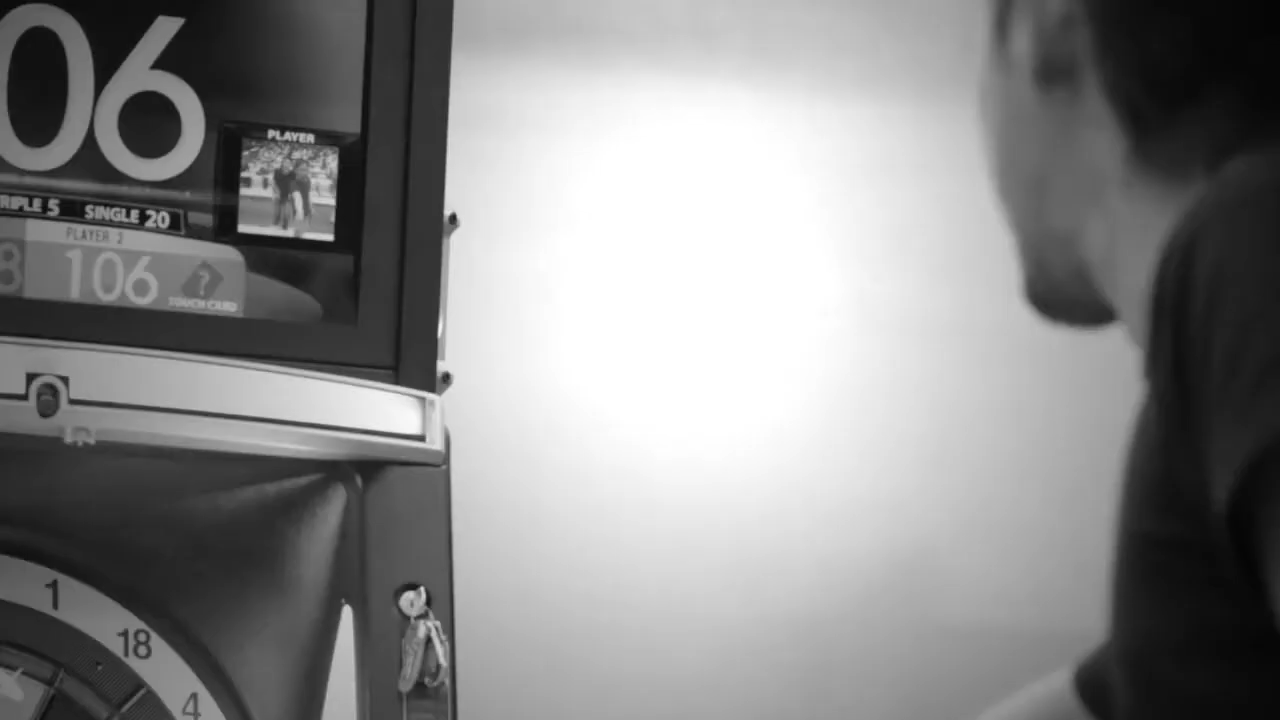 06
PLAYER
RIPLE 5 SINGLE 20
PLAYER 2
8 106 ?
TOUCH CARD
1
18
4